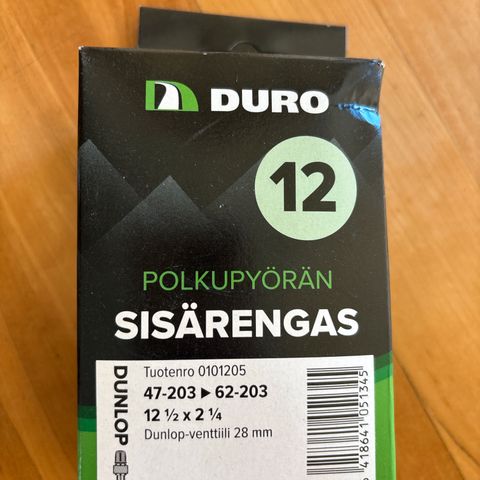 DURO
12
POLKUPYÖRÄN
SISÄRENGAS
DUNLOP
Tuotenro 0101205
47-203 ▶ 62-203
12 ½ x 2 ¼
Dunlop-venttiili 28 mm
418641 051345